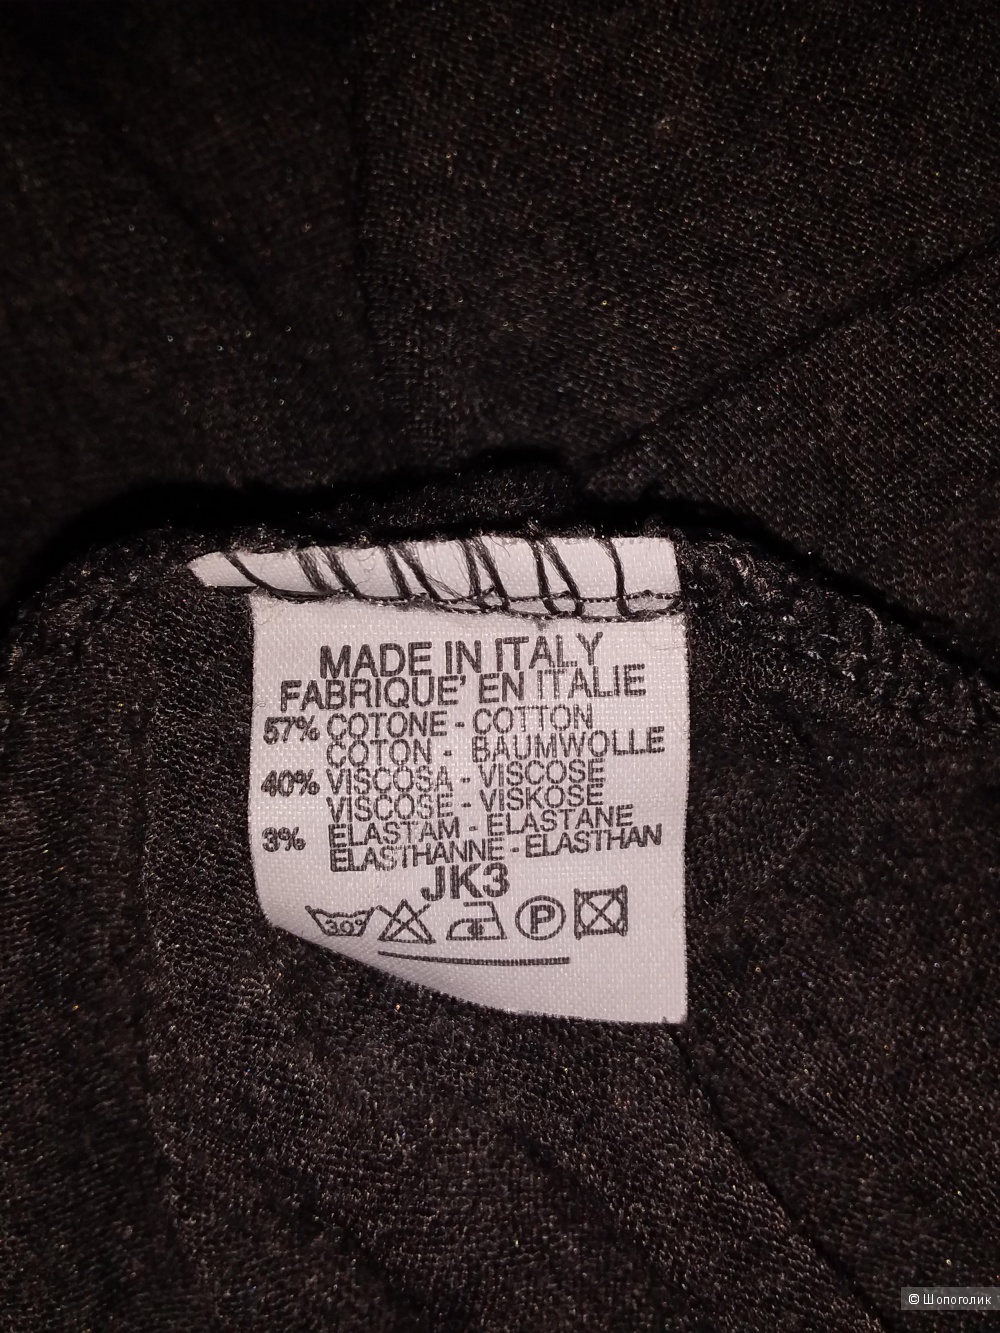 MADE IN ITALY
FABRIQUE' EN ITALIE
57% COTONE - COTTON
COTON - BAUMWOLLE
40% VISCOSA - VISCOSE
VISCOSE - VISKOSE
3% ELASTAM - ELASTANE
ELASTHANNE - ELASTHAN
JK3
30° P
© Шопоголик